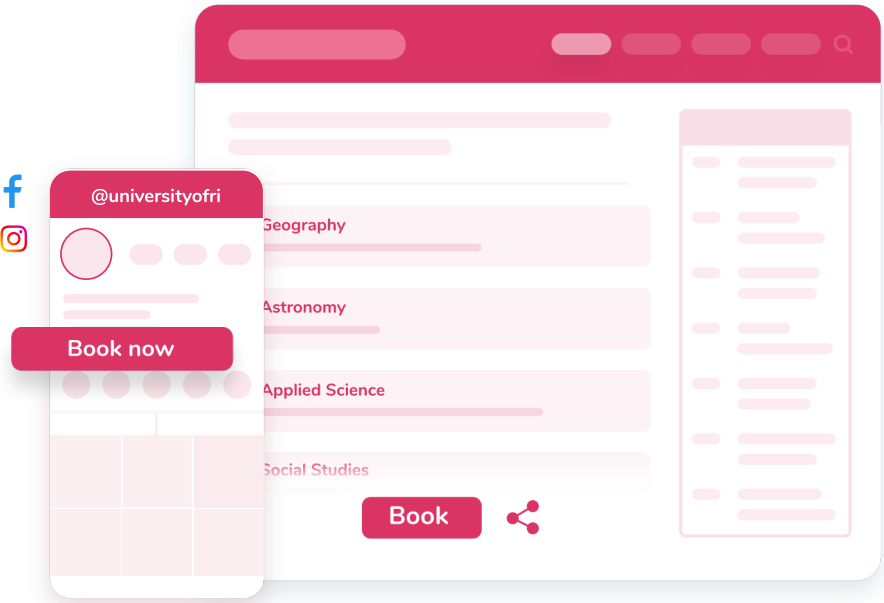 @universityofri
Geography
Astronomy
Book now
Applied Science
Social Studies
Book